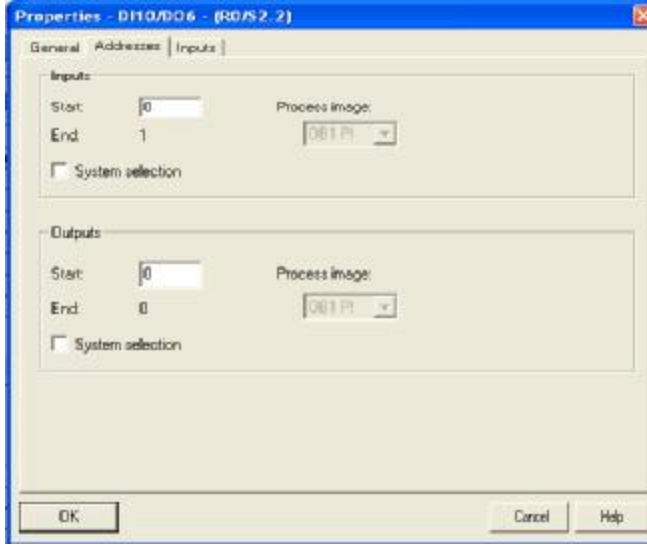 Properties - DI10/DO6 - (R0/S2.2)
General Addresses Inputs
Inputs
Start: 0 Process image:
End: 1 OB1 PI
System selection
Outputs
Start: 0 Process image:
End: 0 OB1 PI
System selection
OK Cancel Help